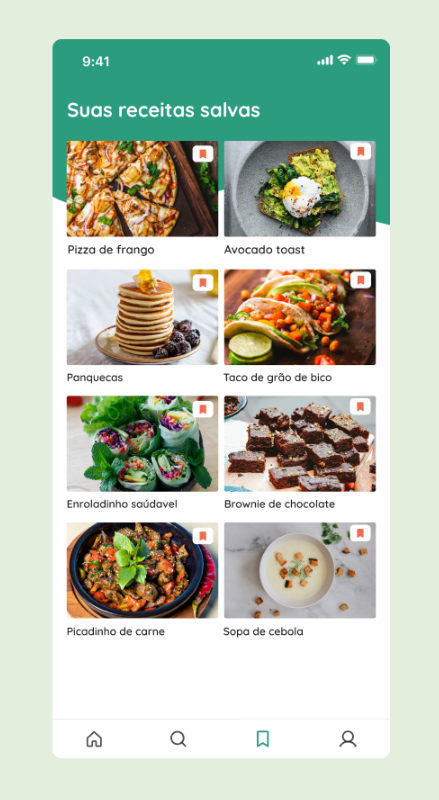 9:41
Suas receitas salvas
Pizza de frango
Avocado toast
Panquecas
Taco de grão de bico
Enroladinho saúdavel
Brownie de chocolate
Picadinho de carne
Sopa de cebola